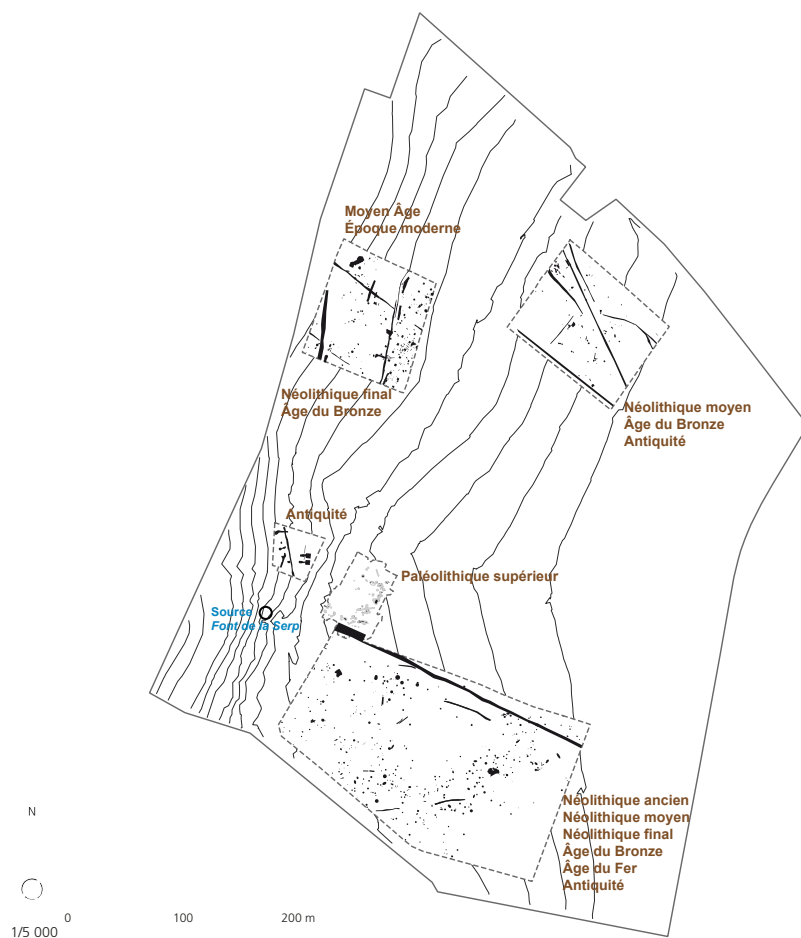 Moyen Âge
Époque moderne
Néolithique final
Âge du Bronze
Néolithique moyen
Âge du Bronze
Antiquité
Antiquité
Paléolithique supérieur
Source
Font de la Serp
Néolithique ancien
Néolithique moyen
Néolithique final
Âge du Bronze
Âge du Fer
Antiquité
N
0 100 200 m
1/5 000